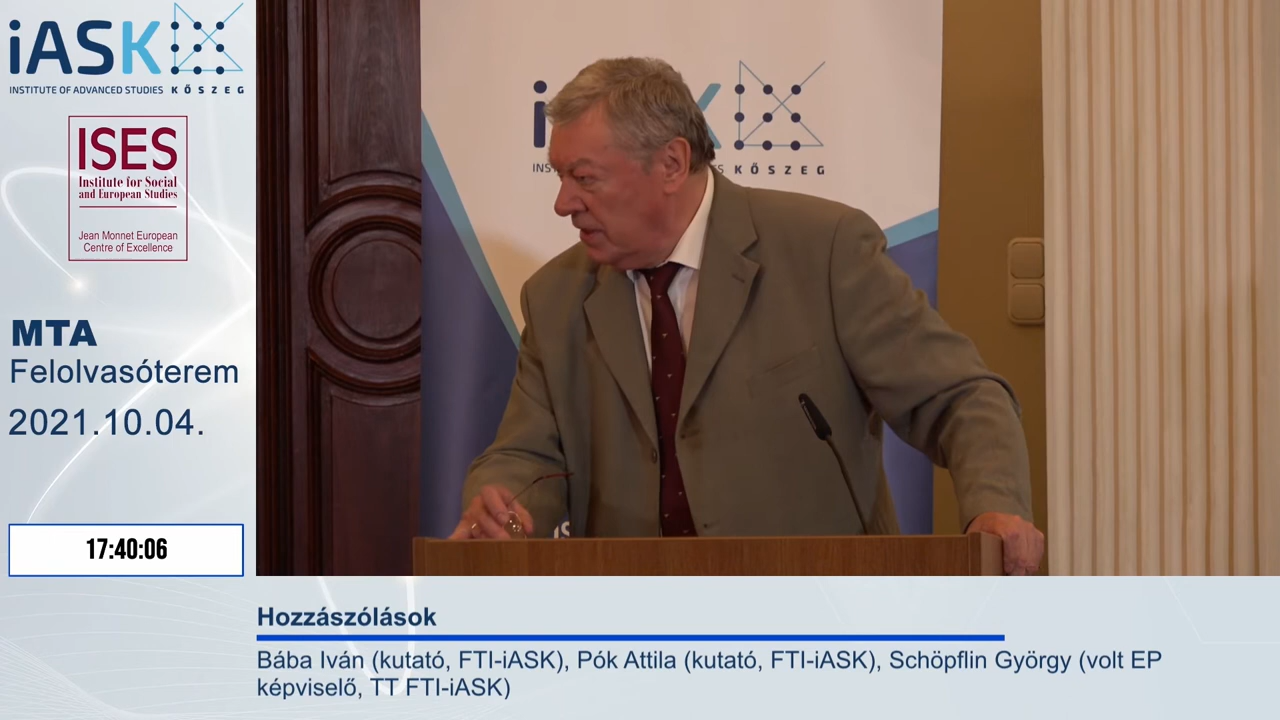 iASK
INSTITUTE OF ADVANCED STUDIES KŐSZEG
ISES
Institute for Social
and European Studies
Jean Monnet European
Centre of Excellence
MTA
Felolvasóterem
2021.10.04.
17:40:06
KŐSZEG
Hozzászólások
Bába Iván (kutató, FTI-iASK), Pók Attila (kutató, FTI-iASK), Schöpflin György (volt EP
képviselő, TT FTI-iASK)